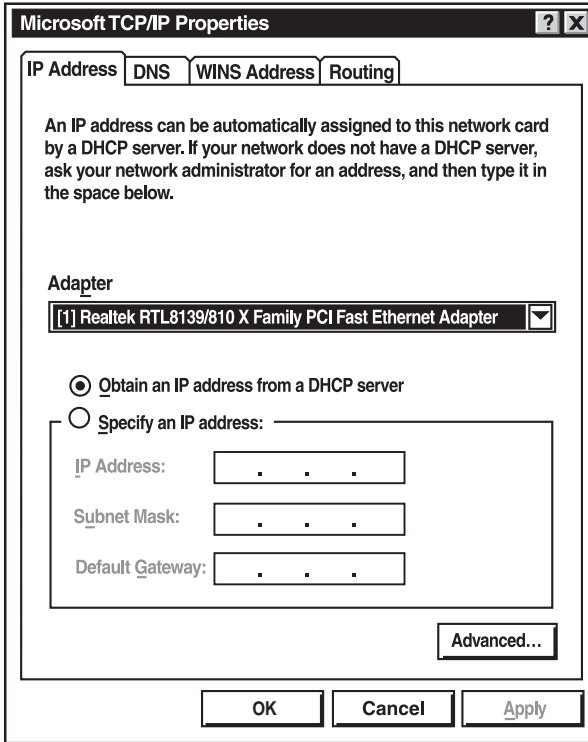 Microsoft TCP/IP Properties ? X
IP Address DNS WINS Address Routing
An IP address can be automatically assigned to this network card
by a DHCP server. If your network does not have a DHCP server,
ask your network administrator for an address, and then type it in
the space below.
Adapter
[1] Realtek RTL8139/810 X Family PCI Fast Ethernet Adapter
Obtain an IP address from a DHCP server
Specify an IP address:
IP Address: . . .
Subnet Mask: . . .
Default Gateway: . . .
Advanced...
OK Cancel Apply